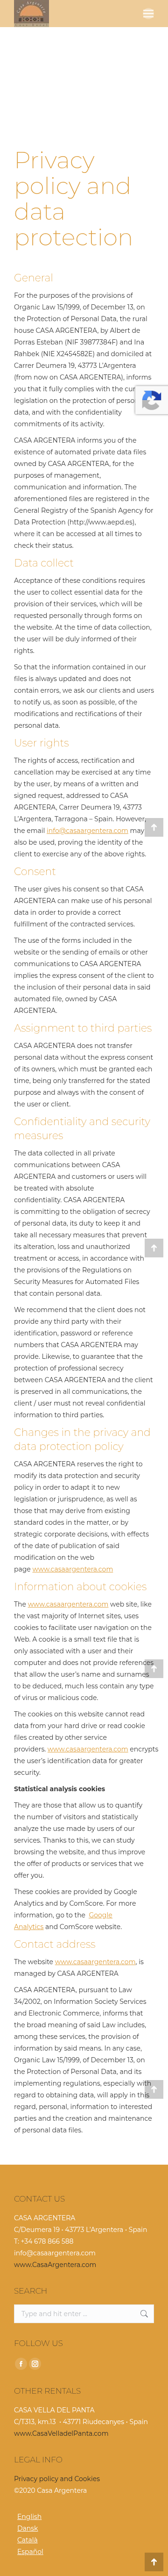 Privacy
policy and
data
protection
General
For the purposes of the provisions of
Organic Law 15/1999, of December 13, on
the Protection of Personal Data, the rural
house CASA ARGENTERA, by Albert de
Porras Esteban (NIF 39877384F) and Ina
Rahbek (NIE X2454582E) and domiciled at
Carrer Deumera 19, 43773 L'Argentera
(from now on CASA ARGENTERA), informs
you that it fully complies with the current
legislation on the protection of personal
data, and of course the confidentiality
commitments of its activity.
CASA ARGENTERA informs you of the
existence of automated private data files
owned by CASA ARGENTERA, for the
purposes of management,
communication and information. The
aforementioned files are registered in the
General Registry of the Spanish Agency for
Data Protection (http://www.aepd.es),
where it can be accessed at all times to
check their status.
Data collect
Acceptance of these conditions requires
the user to collect essential data for the
provision of their services, which will be
requested personally through forms on
the website. At the time of data collection,
the user will be duly informed of their
rights.
So that the information contained in our
files is always updated and does not
contain errors, we ask our clients and users
to notify us, as soon as possible, of the
modifications and rectifications of their
personal data.
User rights
The rights of access, rectification and
cancellation may be exercised at any time
by the user, by means of a written and
signed request, addressed to CASA
ARGENTERA, Carrer Deumera 19, 43773
L'Argentera, Tarragona – Spain. However,
the email info@casaargentera.com may
also be used, proving the identity of the
client to exercise any of the above rights.
Consent
The user gives his consent so that CASA
ARGENTERA can make use of his personal
data in order to provide a correct
fulfillment of the contracted services.
The use of the forms included in the
website or the sending of emails or other
communications to CASA ARGENTERA
implies the express consent of the client to
the inclusion of their personal data in said
automated file, owned by CASA
ARGENTERA.
Assignment to third parties
CASA ARGENTERA does not transfer
personal data without the express consent
of its owners, which must be granted each
time, being only transferred for the stated
purpose and always with the consent of
the user or client.
Confidentiality and security
measures
The data collected in all private
communications between CASA
ARGENTERA and customers or users will
be treated with absolute
confidentiality. CASA ARGENTERA
is committing to the obligation of secrecy
of personal data, its duty to keep it and
take all necessary measures that prevent
its alteration, loss and unauthorized
treatment or access, in accordance with
the provisions of the Regulations on
Security Measures for Automated Files
that contain personal data.
We recommend that the client does not
provide any third party with their
identification, password or reference
numbers that CASA ARGENTERA may
provide. Likewise, to guarantee that the
protection of professional secrecy
between CASA ARGENTERA and the client
is preserved in all communications, the
client / user must not reveal confidential
information to third parties.
Changes in the privacy and
data protection policy
CASA ARGENTERA reserves the right to
modify its data protection and security
policy in order to adapt it to new
legislation or jurisprudence, as well as
those that may derive from existing
standard codes on the matter, or by
strategic corporate decisions, with effects
of the date of publication of said
modification on the web
page www.casaargentera.com
Information about cookies
The www.casaargentera.com web site, like
the vast majority of Internet sites, uses
cookies to facilitate user navigation on the
Web. A cookie is a small text file that is
only associated with a user and their
computer and does not provide references
that allow the user's name and surnames
to be deduced much less contain any type
of virus or malicious code.
The cookies on this website cannot read
data from your hard drive or read cookie
files created by other service
providers. www.casaargentera.com encrypts
the user's identification data for greater
security.
Statistical analysis cookies
They are those that allow us to quantify
the number of visitors and statistically
analyze the use made by users of our
services. Thanks to this, we can study
browsing the website, and thus improve
the offer of products or services that we
offer you.
These cookies are provided by Google
Analytics and by ComScore. For more
information, go to the Google
Analytics and ComScore website.
Contact address
The website www.casaargentera.com, is
managed by CASA ARGENTERA
CASA ARGENTERA, pursuant to Law
34/2002, on Information Society Services
and Electronic Commerce, informs that
the broad meaning of said Law includes,
among these services, the provision of
information by said means. In any case,
Organic Law 15/1999, of December 13, on
the Protection of Personal Data, and its
implementing regulations, especially with
regard to obtaining data, will apply in this
regard, personal, the information interested
parties and the creation and maintenance
of personal data files.
CONTACT US
CASA ARGENTERA
C/Deumera 19 · 43773 L'Argentera - Spain
T: +34 678 866 588
info@casaargentera.com
www.CasaArgentera.com
SEARCH
Type and hit enter ...
FOLLOW US
OTHER RENTALS
CASA VELLA DEL PANTA
C/T.313, km.13 · 43771 Riudecanyes - Spain
www.CasaVelladelPanta.com
LEGAL INFO
Privacy policy and Cookies
©2020 Casa Argentera
English
Dansk
Català
Español